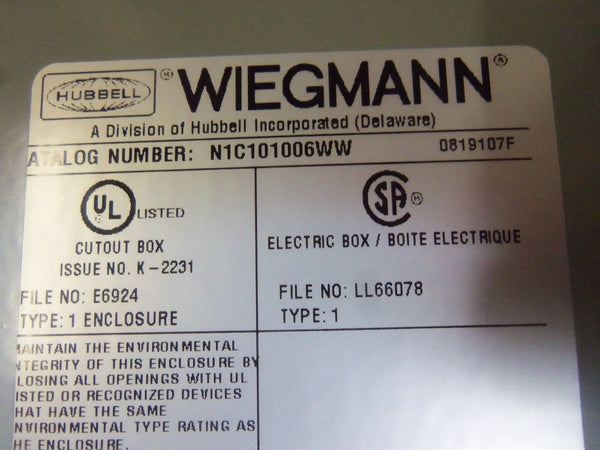 HUBBELL ® WIEGMANN ®
A Division of Hubbell Incorporated (Delaware)
ATALOG NUMBER: N1C101006WW 0819107F
UL LISTED
CUTOUT BOX
ISSUE NO. K-2231
FILE NO: E6924
TYPE: 1 ENCLOSURE
SA ®
ELECTRIC BOX / BOITE ELECTRIQUE
FILE NO: LL66078
TYPE: 1
AINTAIN THE ENVIRONMENTAL
NTEGRITY OF THIS ENCLOSURE BY
LOSING ALL OPENINGS WITH UL
ISTED OR RECOGNIZED DEVICES
HAT HAVE THE SAME
NVIRONMENTAL TYPE RATING AS
HE ENCLOSURE.